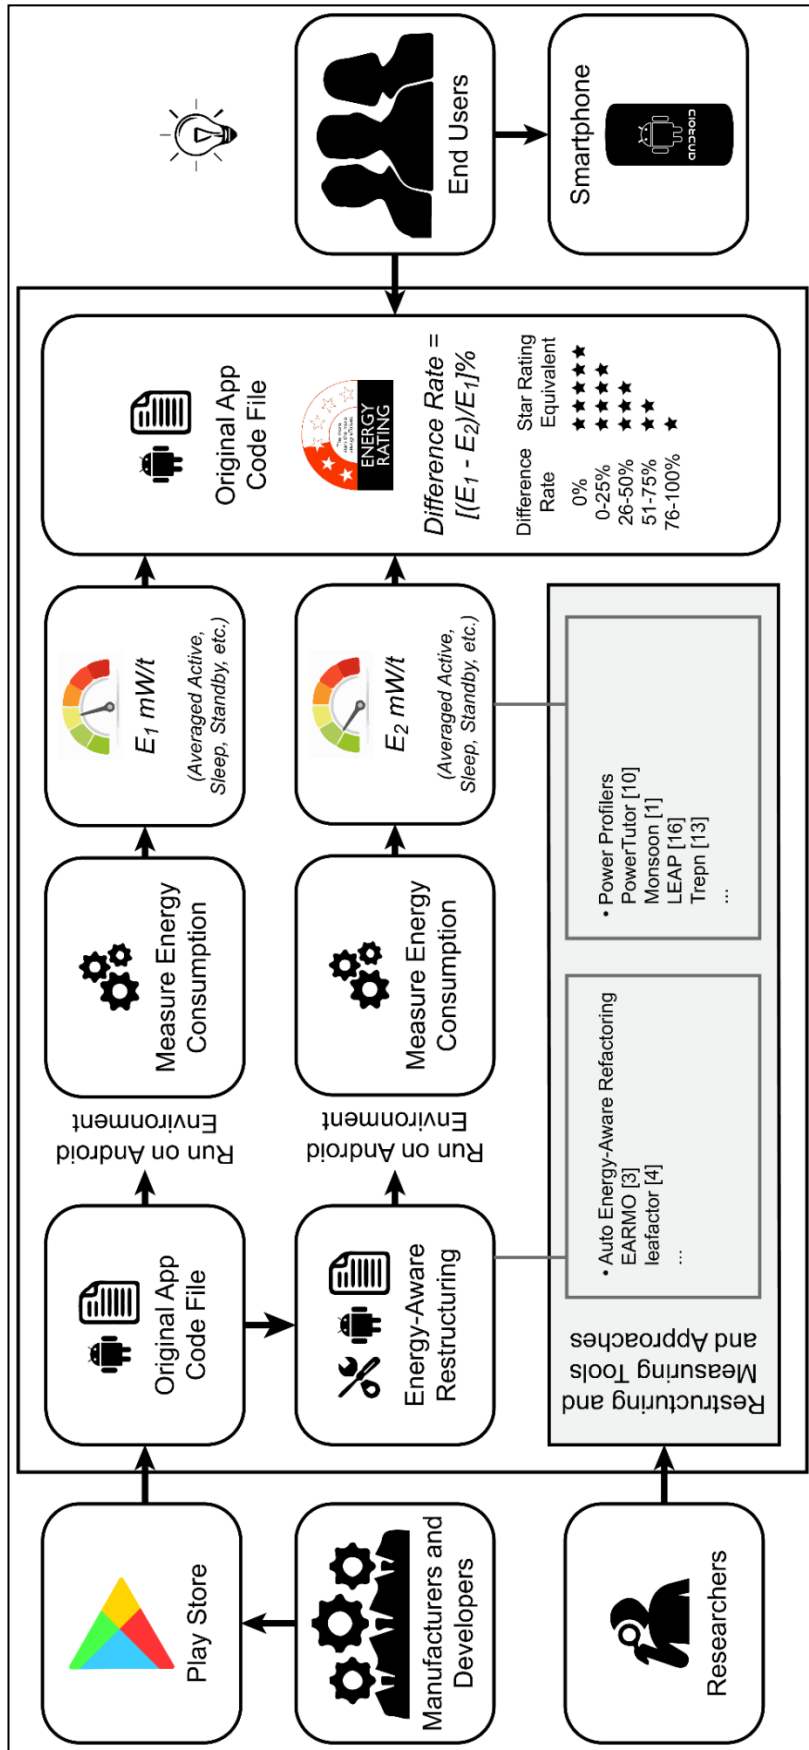 Play Store
Manufacturers and
Developers
Researchers
Original App
Code File
Run on Android
Environment
Measure Energy
Consumption
E₁ mW/t
(Averaged Active,
Sleep, Standby, etc.)
Energy-Aware
Restructuring
Run on Android
Environment
Measure Energy
Consumption
E₂ mW/t
(Averaged Active,
Sleep, Standby, etc.)
Restructuring and
Measuring Tools
and Approaches
• Auto Energy-Aware Refactoring
EARMO [3]
leafactor [4]
...
• Power Profilers
PowerTutor [10]
Monsoon [1]
LEAP [16]
Trepn [13]
...
Original App
Code File
ENERGY
RATING
Difference Rate =
[(E₁ - E₂)/E₁]%
Difference Star Rating
Rate Equivalent
0% ★★★★★
0-25% ★★★★
26-50% ★★★
51-75% ★★
76-100% ★
End Users
Smartphone
ANDROID